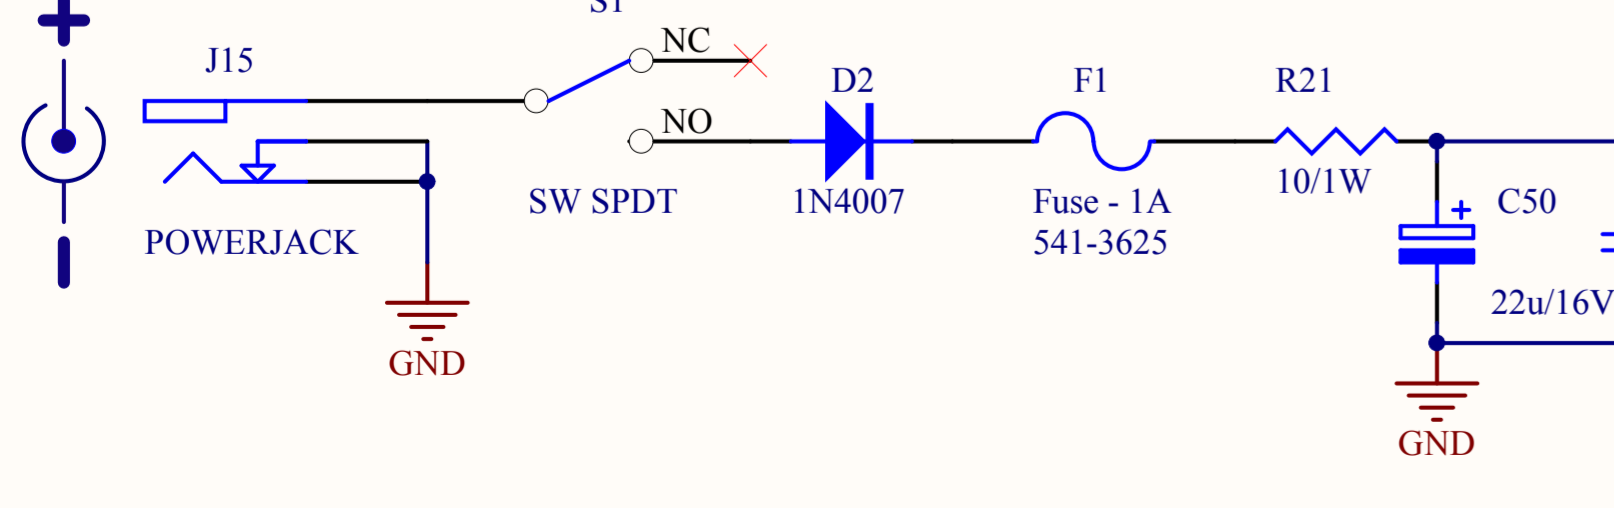 S1
J15
NC
NO
D2
F1
R21
SW SPDT
1N4007
Fuse - 1A
541-3625
10/1W
C50
22u/16V
POWERJACK
GND
GND